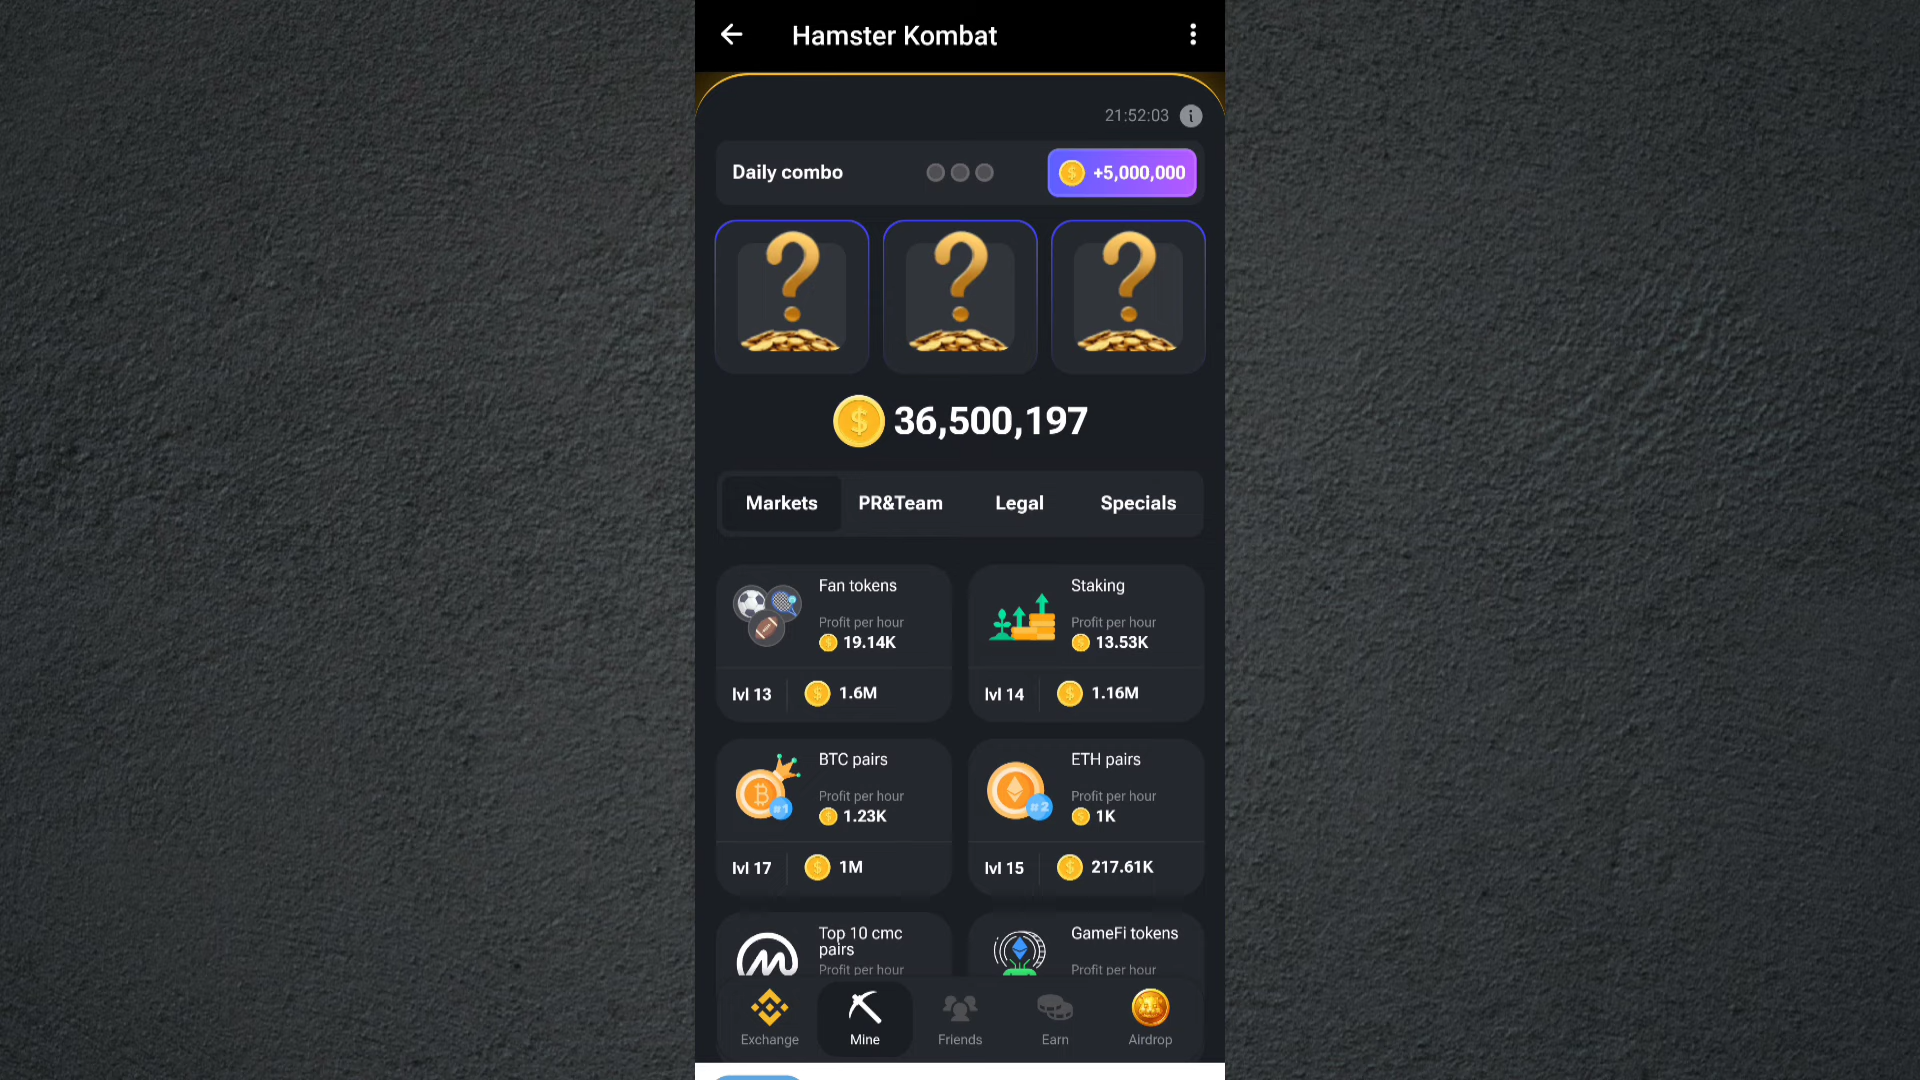 Hamster Kombat
21:52:03
Daily combo
+5,000,000
36,500,197
Markets
PR&Team
Legal
Specials
Fan tokens
Profit per hour
19.14K
lvl 13
1.6M
Staking
Profit per hour
13.53K
lvl 14
1.16M
BTC pairs
#1
Profit per hour
1.23K
lvl 17
1M
ETH pairs
#2
Profit per hour
1K
lvl 15
217.61K
Top 10 cmc
pairs
Profit per hour
GameFi tokens
Profit per hour
Exchange
Mine
Friends
Earn
Airdrop